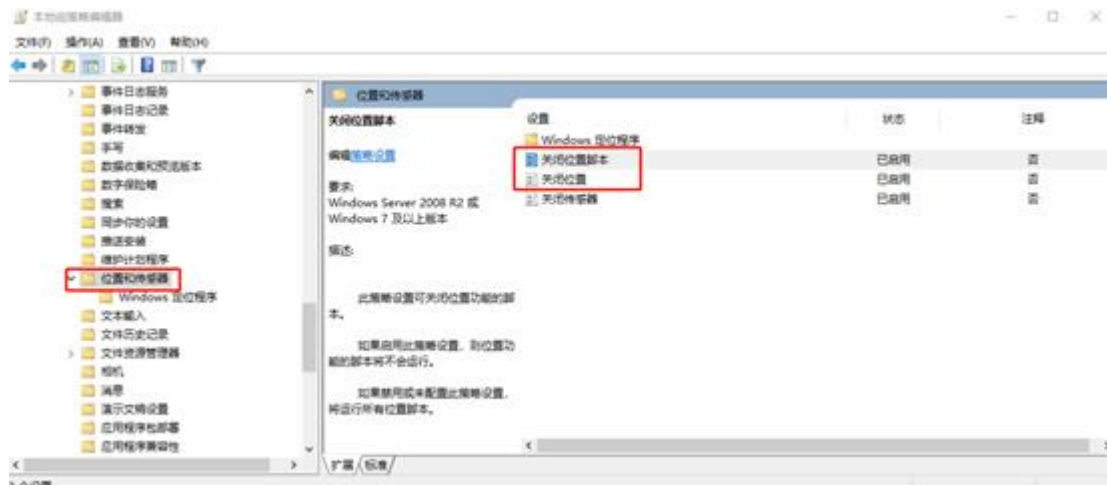 本地组策略编辑器
文件(F) 操作(A) 查看(V) 帮助(H)
事件日志服务
事件日志记录
事件转发
手写
数据收集和预览版本
数字保险箱
搜索
同步你的设置
推送安装
维护计划程序
位置和传感器
Windows 定位程序
文本输入
文件历史记录
文件资源管理器
相机
消息
演示文稿设置
应用程序包部署
应用程序兼容性
位置和传感器
关闭位置脚本
编辑策略设置
要求:
Windows Server 2008 R2 或
Windows 7 及以上版本
描述:
此策略设置可关闭位置功能的脚
本。
如果启用此策略设置，则位置功
能的脚本将不会运行。
如果禁用或未配置此策略设置，
将运行所有位置脚本。
设置 状态 注释
Windows 定位程序
关闭位置脚本 已启用 否
关闭位置 已启用 否
关闭传感器 已启用 否
扩展 标准